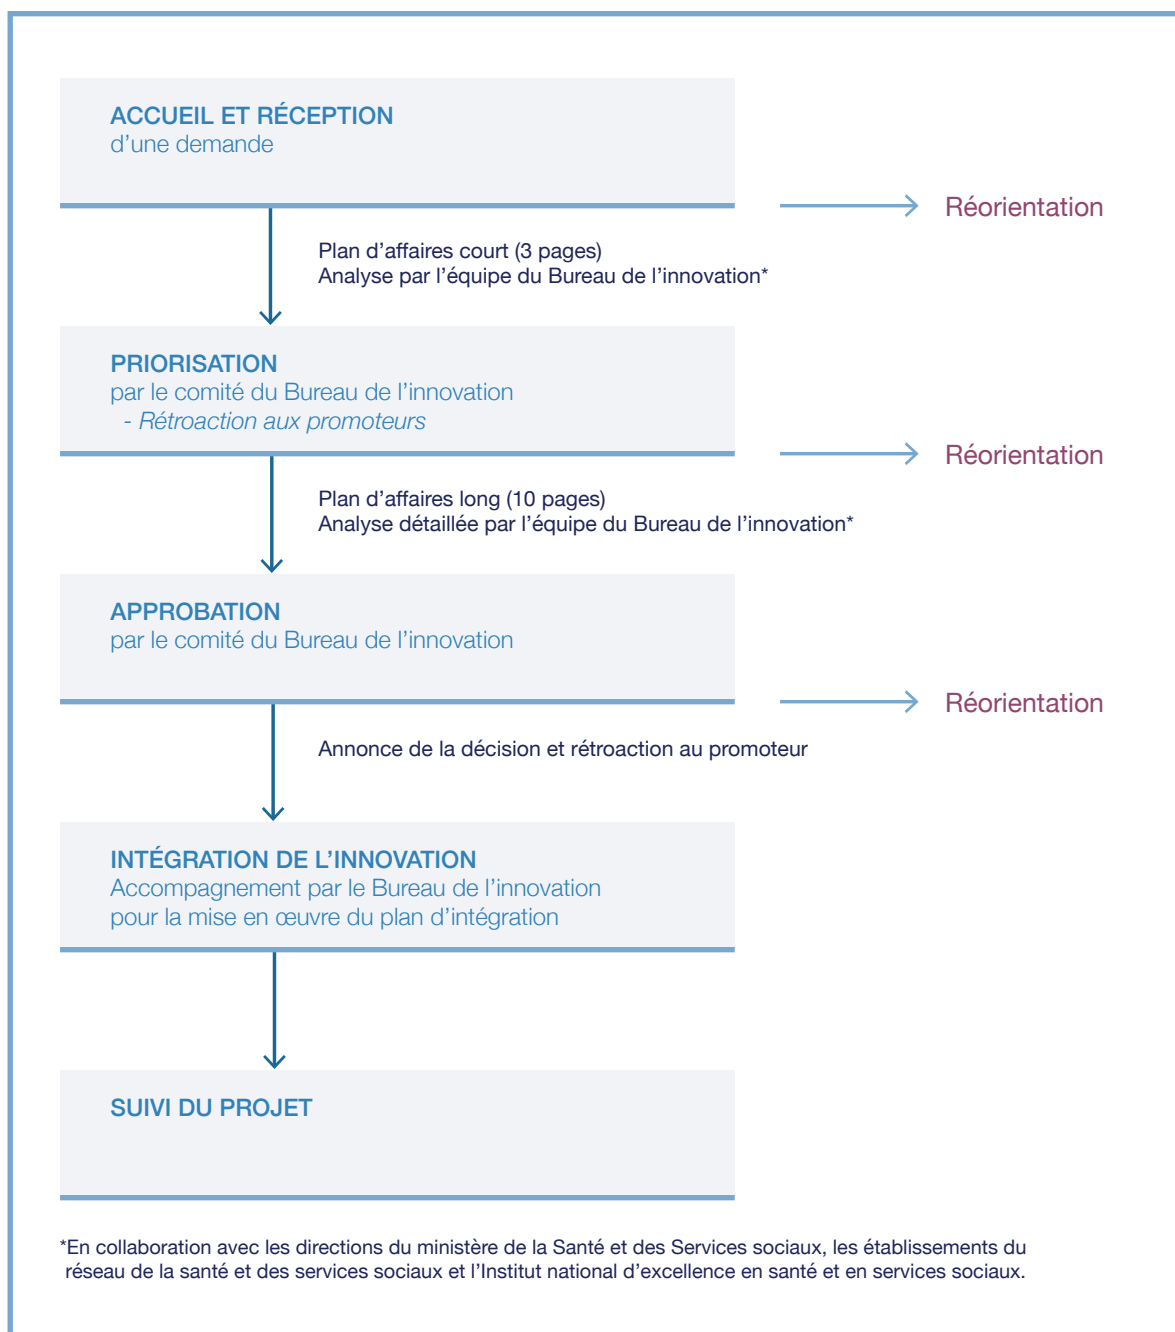 ACCUEIL ET RÉCEPTION
d’une demande
Réorientation
Plan d’affaires court (3 pages)
Analyse par l’équipe du Bureau de l’innovation*
PRIORISATION
par le comité du Bureau de l’innovation
- Rétroaction aux promoteurs
Réorientation
Plan d’affaires long (10 pages)
Analyse détaillée par l’équipe du Bureau de l’innovation*
APPROBATION
par le comité du Bureau de l’innovation
Réorientation
Annonce de la décision et rétroaction au promoteur
INTÉGRATION DE L’INNOVATION
Accompagnement par le Bureau de l’innovation
pour la mise en œuvre du plan d’intégration
SUIVI DU PROJET
*En collaboration avec les directions du ministère de la Santé et des Services sociaux, les établissements du
réseau de la santé et des services sociaux et l’Institut national d’excellence en santé et en services sociaux.